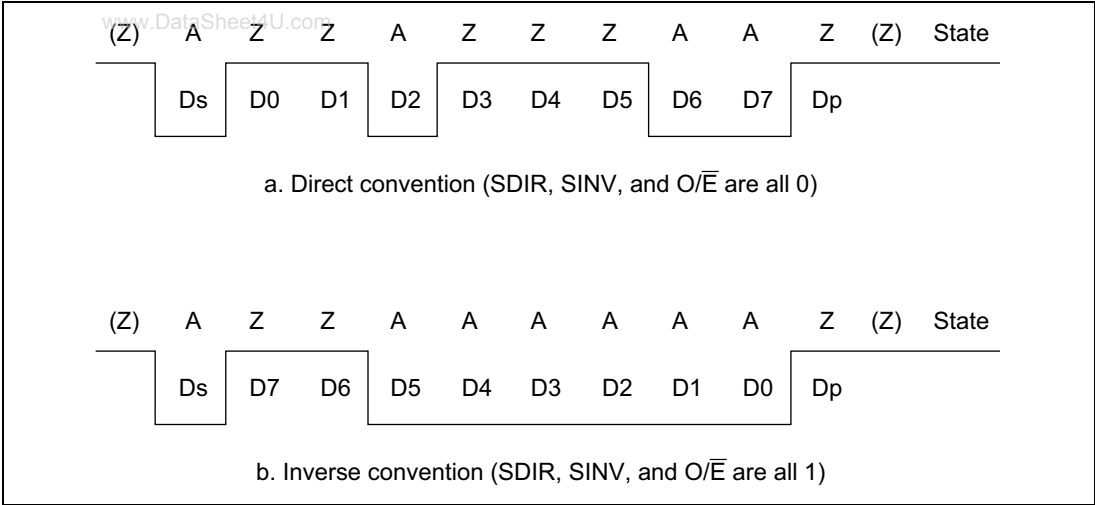 www.DataSheet4U.com
(Z) A Z Z A Z Z Z A A Z (Z) State
Ds D0 D1 D2 D3 D4 D5 D6 D7 Dp
a. Direct convention (SDIR, SINV, and O/E̅ are all 0)
(Z) A Z Z A A A A A A Z (Z) State
Ds D7 D6 D5 D4 D3 D2 D1 D0 Dp
b. Inverse convention (SDIR, SINV, and O/E̅ are all 1)